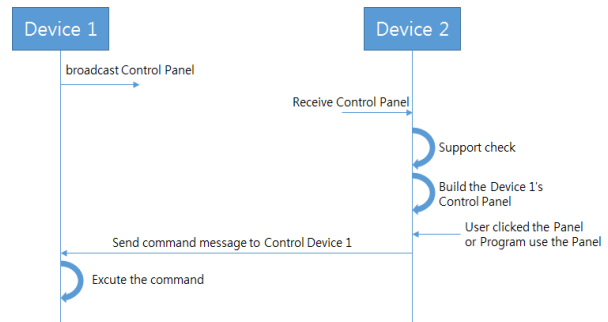 Device 1
Device 2
broadcast Control Panel
Receive Control Panel
Support check
Build the Device 1's
Control Panel
User clicked the Panel
or Program use the Panel
Send command message to Control Device 1
Excute the command